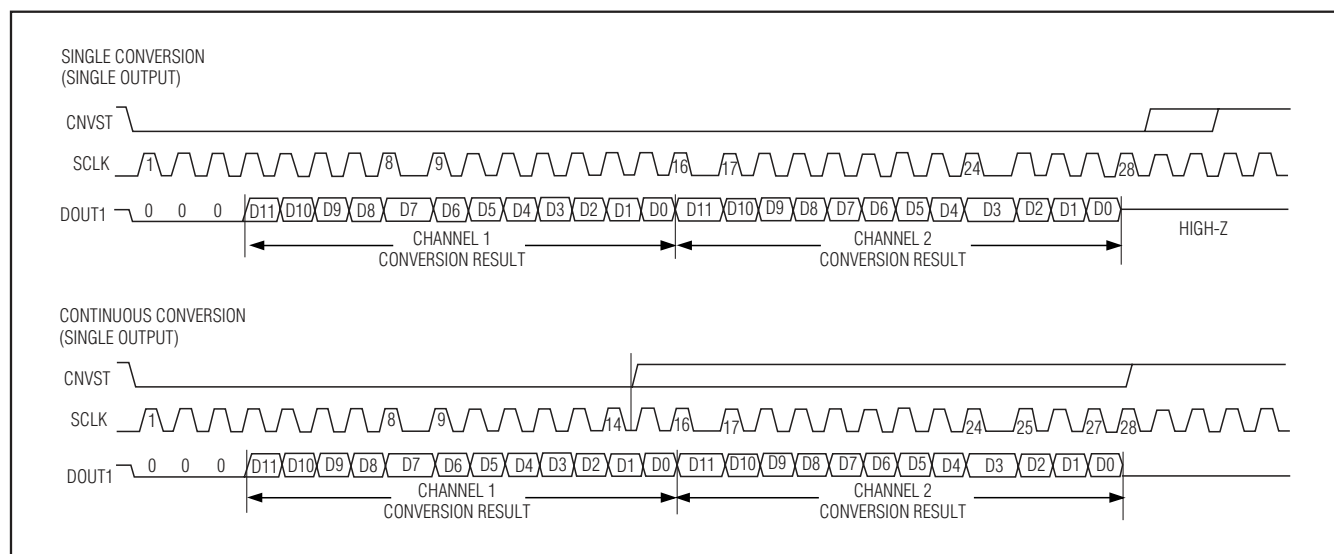 SINGLE CONVERSION
(SINGLE OUTPUT)
CNVST
SCLK 1 8 9 16 17 24 28
DOUT1 0 0 0 D11 D10 D9 D8 D7 D6 D5 D4 D3 D2 D1 D0 D11 D10 D9 D8 D7 D6 D5 D4 D3 D2 D1 D0
HIGH-Z
CHANNEL 1
CONVERSION RESULT
CHANNEL 2
CONVERSION RESULT
CONTINUOUS CONVERSION
(SINGLE OUTPUT)
CNVST
SCLK 1 8 9 14 16 17 24 25 27 28
DOUT1 0 0 0 D11 D10 D9 D8 D7 D6 D5 D4 D3 D2 D1 D0 D11 D10 D9 D8 D7 D6 D5 D4 D3 D2 D1 D0
CHANNEL 1
CONVERSION RESULT
CHANNEL 2
CONVERSION RESULT